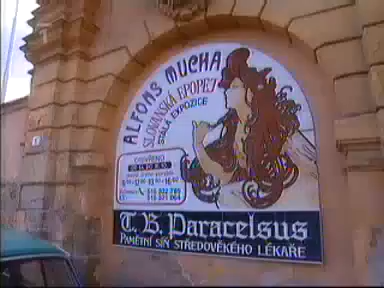 ALFONS MUCHA
SLOVANSKÁ EPOPEJ
STÁLÁ EXPOZICE
OTEVŘENO
T. B. Paracelsus
PAMĚTNÍ SÍŇ STŘEDOVĚKÉHO LÉKAŘE